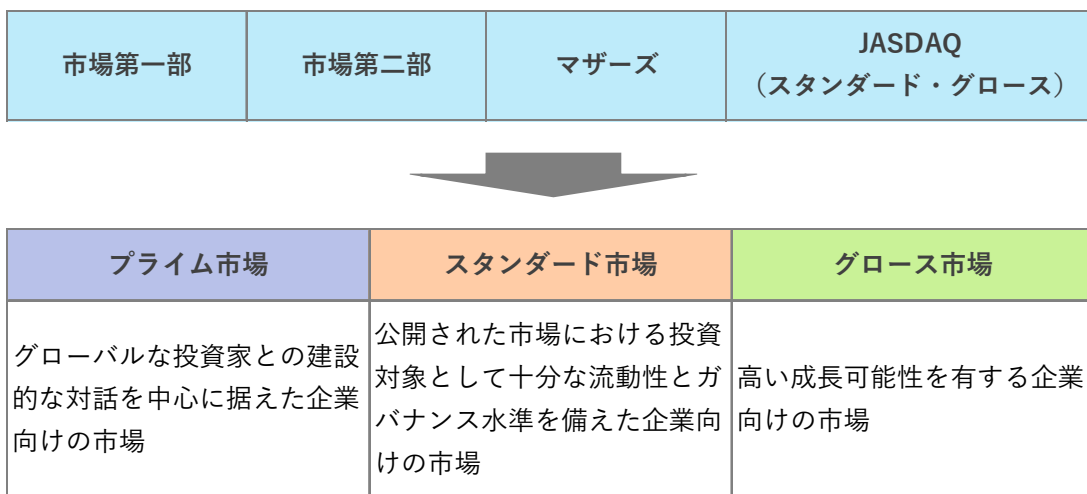 市場第一部
市場第二部
マザーズ
JASDAQ
（スタンダード・グロース）
プライム市場
スタンダード市場
グロース市場
グローバルな投資家との建設
的な対話を中心に据えた企業
向けの市場
公開された市場における投資
対象として十分な流動性とガ
バナンス水準を備えた企業向
けの市場
高い成長可能性を有する企業
向けの市場